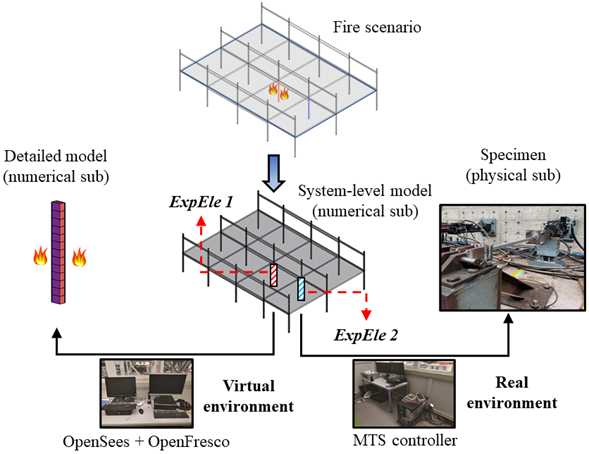 Fire scenario
Detailed model
(numerical sub)
Specimen
(physical sub)
System-level model
(numerical sub)
ExpEle 1
ExpEle 2
Virtual
environment
Real
environment
OpenSees + OpenFresco
MTS controller